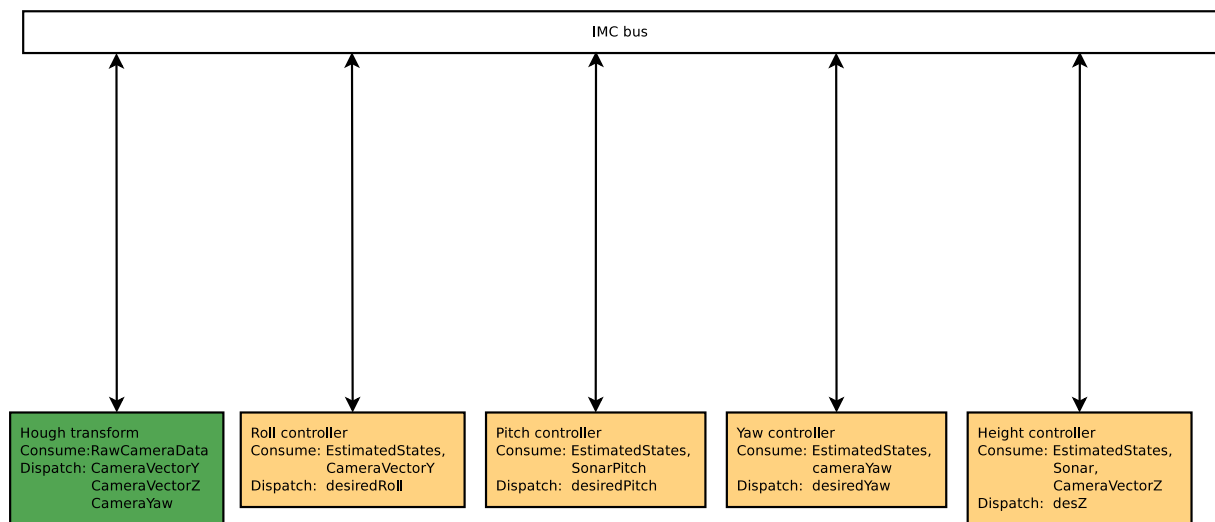 IMC bus
Hough transform
Consume:RawCameraData
Dispatch: CameraVectorY
CameraVectorZ
CameraYaw
Roll controller
Consume: EstimatedStates,
CameraVectorY
Dispatch: desiredRoll
Pitch controller
Consume: EstimatedStates,
SonarPitch
Dispatch: desiredPitch
Yaw controller
Consume: EstimatedStates,
cameraYaw
Dispatch: desiredYaw
Height controller
Consume: EstimatedStates,
Sonar,
CameraVectorZ
Dispatch: desZ